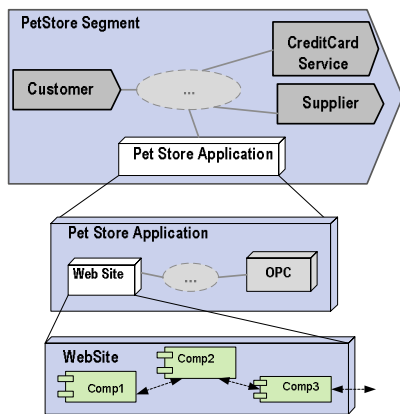 PetStore Segment
CreditCard
Service
Customer
...
Supplier
Pet Store Application
Pet Store Application
Web Site
...
OPC
WebSite
Comp1
Comp2
Comp3